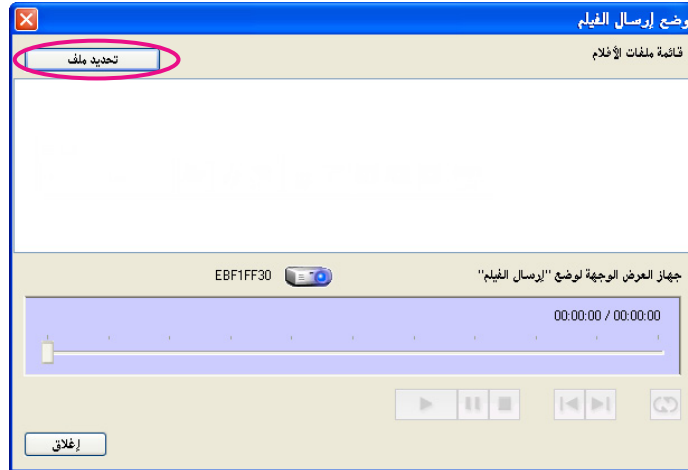 وضع إرسال الفيلم
قائمة ملفات الأفلام
تحديد ملف
جهاز العرض الوجهة لوضع "إرسال الفيلم"
EBF1FF30
00:00:00 / 00:00:00
إغلاق